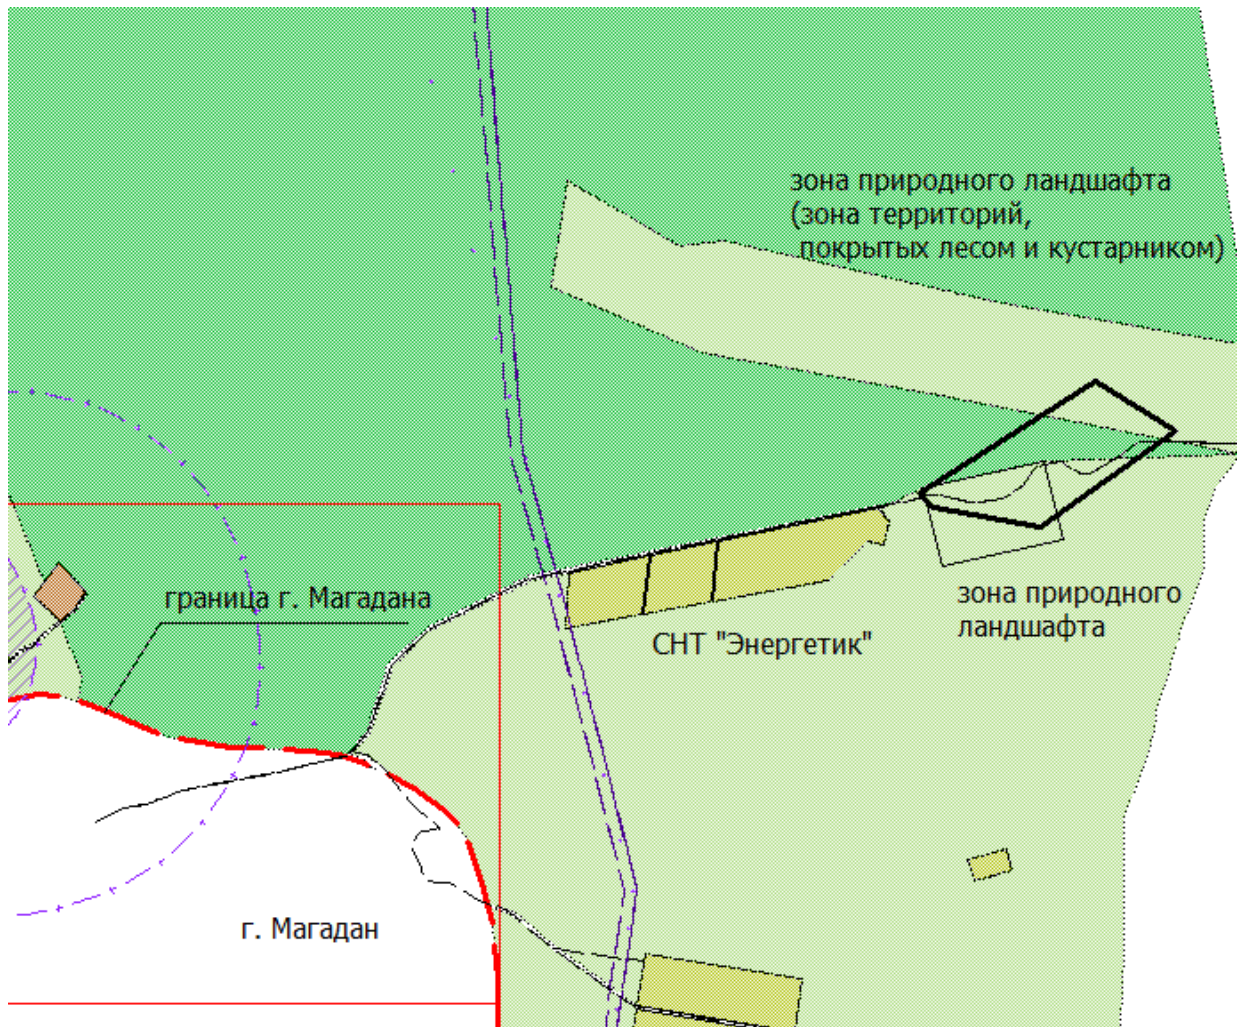 зона природного ландшафта
(зона территорий,
покрытых лесом и кустарником)
граница г. Магадана
зона природного
ландшафта
СНТ "Энергетик"
г. Магадан